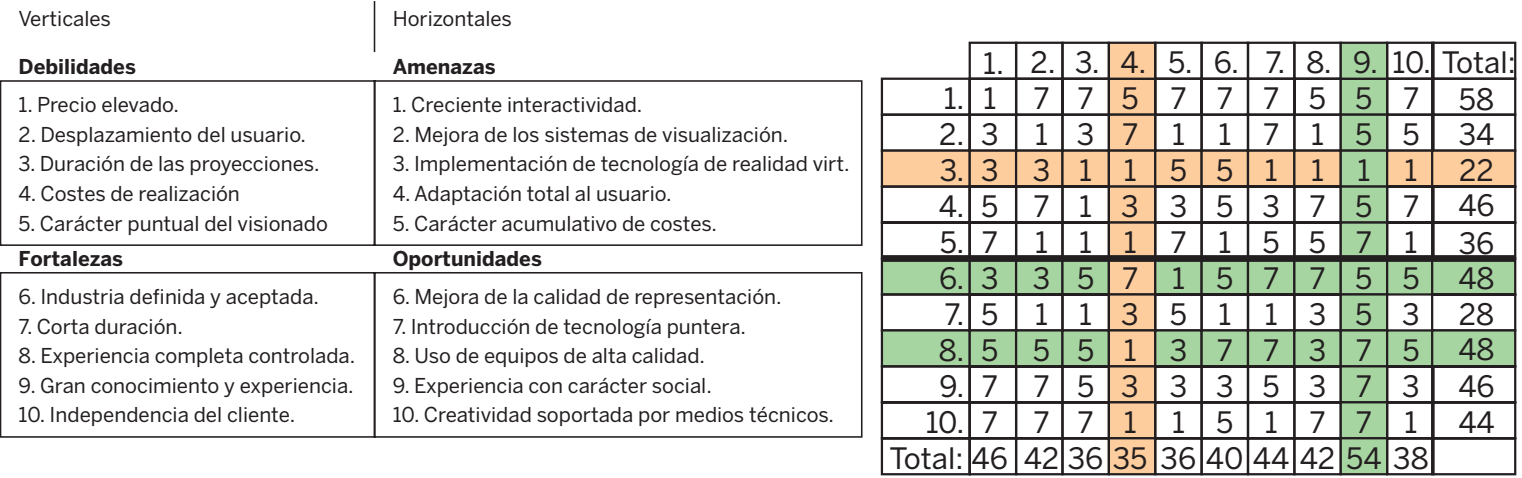 Verticales
Horizontales
Debilidades
1. Precio elevado.
2. Desplazamiento del usuario.
3. Duración de las proyecciones.
4. Costes de realización
5. Carácter puntual del visionado
Amenazas
1. Creciente interactividad.
2. Mejora de los sistemas de visualización.
3. Implementación de tecnología de realidad virt.
4. Adaptación total al usuario.
5. Carácter acumulativo de costes.
Fortalezas
6. Industria definida y aceptada.
7. Corta duración.
8. Experiencia completa controlada.
9. Gran conocimiento y experiencia.
10. Independencia del cliente.
Oportunidades
6. Mejora de la calidad de representación.
7. Introducción de tecnología puntera.
8. Uso de equipos de alta calidad.
9. Experiencia con carácter social.
10. Creatividad soportada por medios técnicos.
1. 2. 3. 4. 5. 6. 7. 8. 9. 10. Total:
1. 1 7 7 5 7 7 7 5 5 7 58
2. 3 1 3 7 1 1 7 1 5 5 34
3. 3 3 1 1 5 5 1 1 1 1 22
4. 5 7 1 3 3 5 3 7 5 7 46
5. 7 1 1 1 7 1 5 5 7 1 36
6. 3 3 5 7 1 5 7 7 5 5 48
7. 5 1 1 3 5 1 1 3 5 3 28
8. 5 5 5 1 3 7 7 3 7 5 48
9. 7 7 5 3 3 3 5 3 7 3 46
10. 7 7 7 1 1 5 1 7 7 1 44
Total: 46 42 36 35 36 40 44 42 54 38